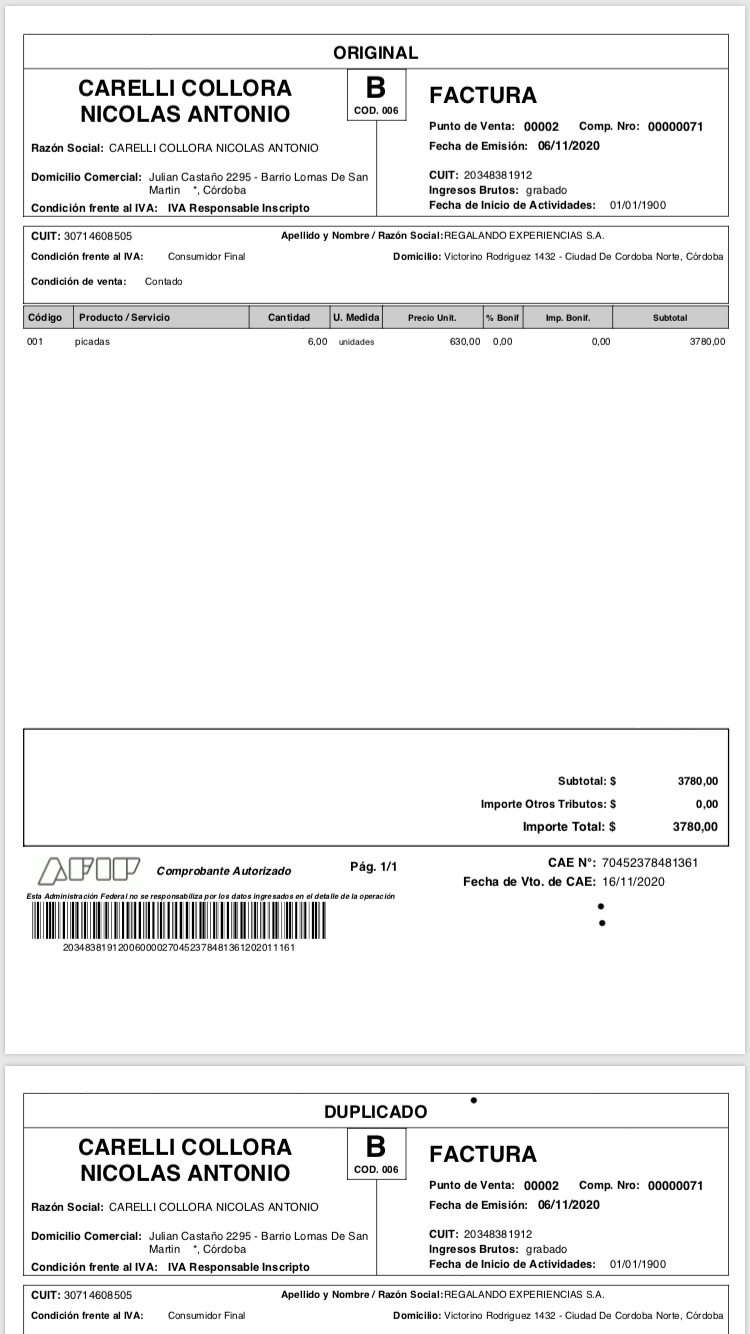 ORIGINAL
CARELLI COLLORA
NICOLAS ANTONIO
B
COD. 006
FACTURA
Punto de Venta: 00002 Comp. Nro: 00000071
Fecha de Emisión: 06/11/2020
Razón Social: CARELLI COLLORA NICOLAS ANTONIO
Domicilio Comercial: Julian Castaño 2295 - Barrio Lomas De San
Martin *, Córdoba
Condición frente al IVA: IVA Responsable Inscripto
CUIT: 20348381912
Ingresos Brutos: grabado
Fecha de Inicio de Actividades: 01/01/1900
CUIT: 30714608505 Apellido y Nombre / Razón Social:REGALANDO EXPERIENCIAS S.A.
Condición frente al IVA: Consumidor Final Domicilio: Victorino Rodriguez 1432 - Ciudad De Cordoba Norte, Córdoba
Condición de venta: Contado
Código Producto / Servicio Cantidad U. Medida Precio Unit. % Bonif Imp. Bonif. Subtotal
001 picadas 6,00 unidades 630,00 0,00 0,00 3780,00
Subtotal: $ 3780,00
Importe Otros Tributos: $ 0,00
Importe Total: $ 3780,00
AFIP Comprobante Autorizado Pág. 1/1 CAE N°: 70452378481361
Fecha de Vto. de CAE: 16/11/2020
Esta Administración Federal no se responsabiliza por los datos ingresados en el detalle de la operación
2034838191200600002704523784813612020111​61
DUPLICADO
CARELLI COLLORA
NICOLAS ANTONIO
B
COD. 006
FACTURA
Punto de Venta: 00002 Comp. Nro: 00000071
Fecha de Emisión: 06/11/2020
Razón Social: CARELLI COLLORA NICOLAS ANTONIO
Domicilio Comercial: Julian Castaño 2295 - Barrio Lomas De San
Martin *, Córdoba
Condición frente al IVA: IVA Responsable Inscripto
CUIT: 20348381912
Ingresos Brutos: grabado
Fecha de Inicio de Actividades: 01/01/1900
CUIT: 30714608505 Apellido y Nombre / Razón Social:REGALANDO EXPERIENCIAS S.A.
Condición frente al IVA: Consumidor Final Domicilio: Victorino Rodriguez 1432 - Ciudad De Cordoba Norte, Córdoba